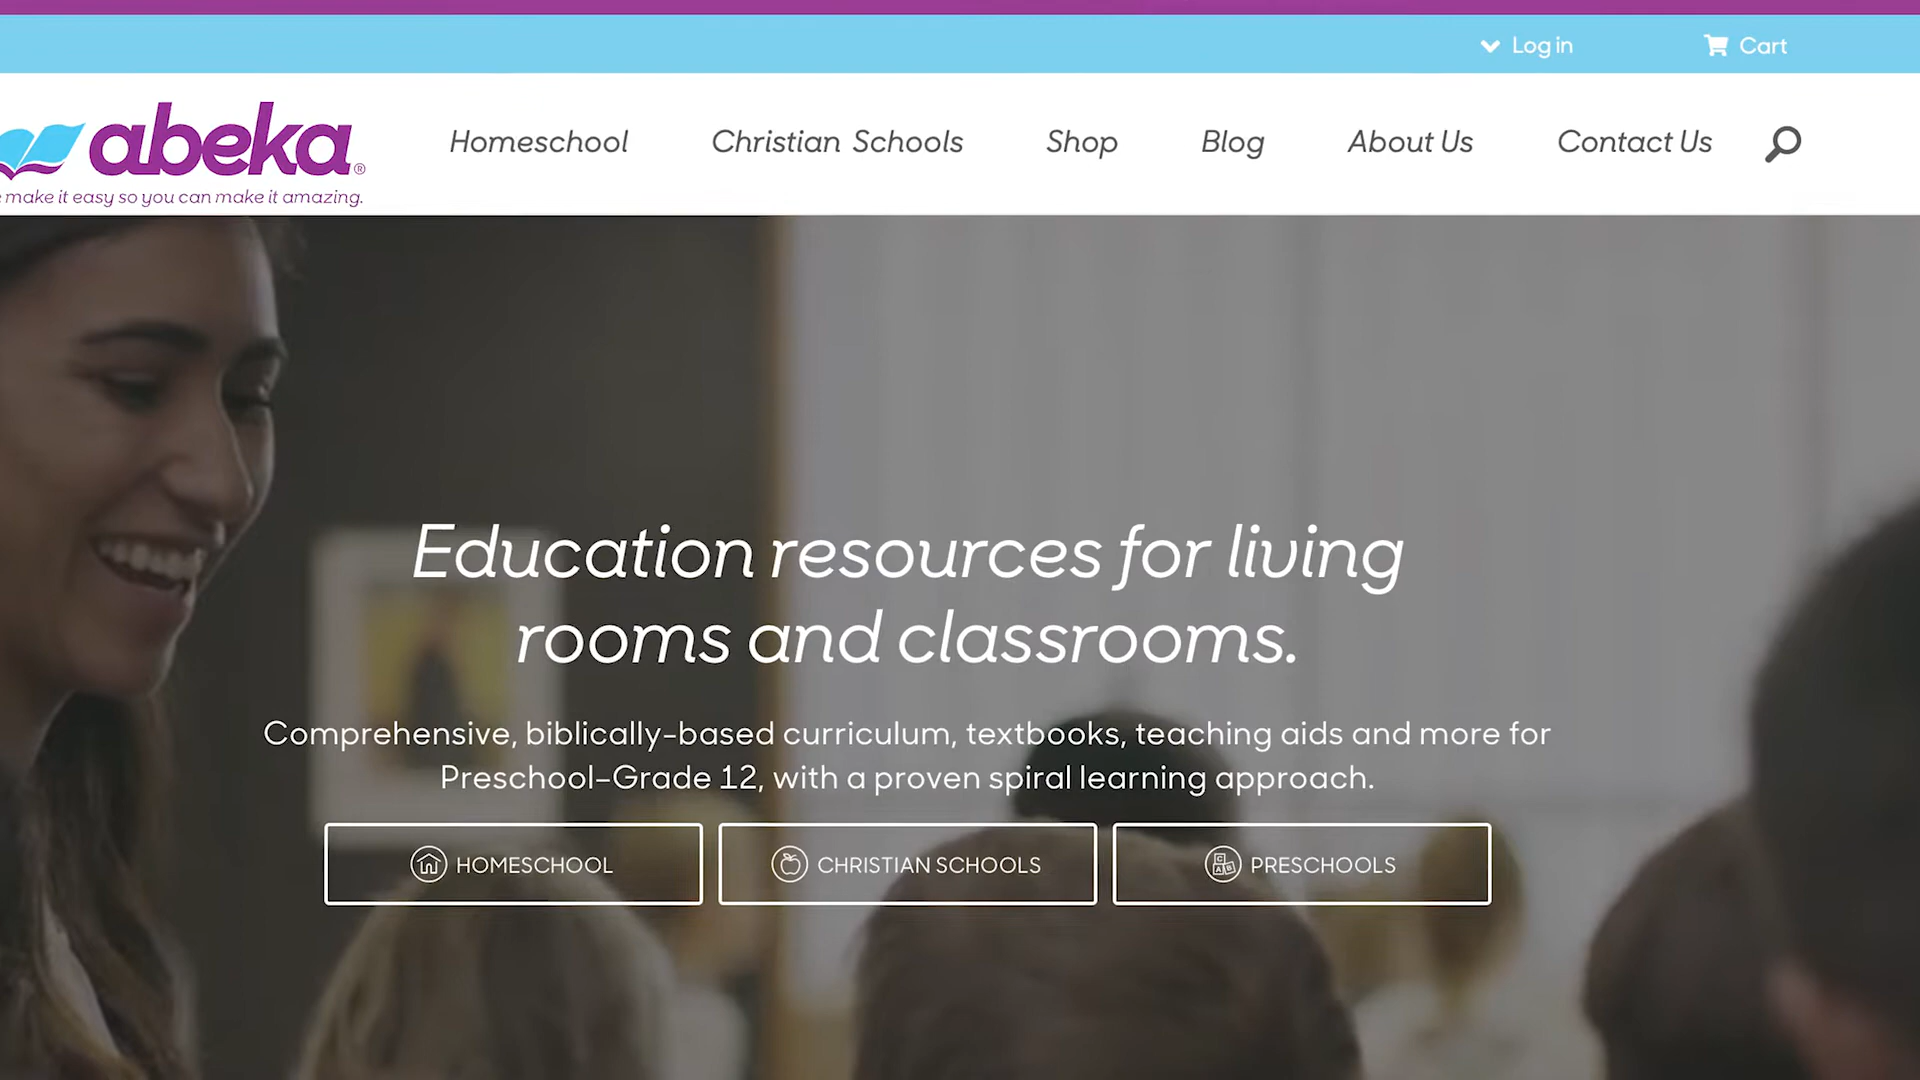 Log in
Cart
abeka®
make it easy so you can make it amazing.
Homeschool
Christian Schools
Shop
Blog
About Us
Contact Us
Education resources for living
rooms and classrooms.
Comprehensive, biblically-based curriculum, textbooks, teaching aids and more for
Preschool–Grade 12, with a proven spiral learning approach.
HOMESCHOOL
CHRISTIAN SCHOOLS
PRESCHOOLS